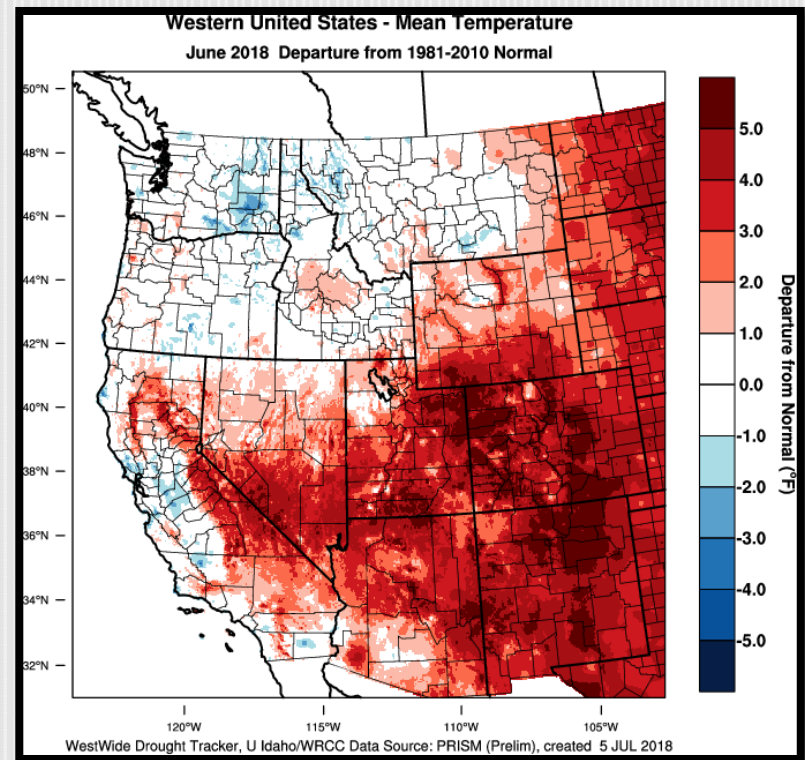 Western United States - Mean Temperature
June 2018 Departure from 1981-2010 Normal
50°N
48°N
46°N
44°N
42°N
40°N
38°N
36°N
34°N
32°N
120°W
115°W
110°W
105°W
5.0
4.0
3.0
2.0
1.0
0.0
-1.0
-2.0
-3.0
-4.0
-5.0
Departure from Normal (°F)
WestWide Drought Tracker, U Idaho/WRCC Data Source: PRISM (Prelim), created 5 JUL 2018